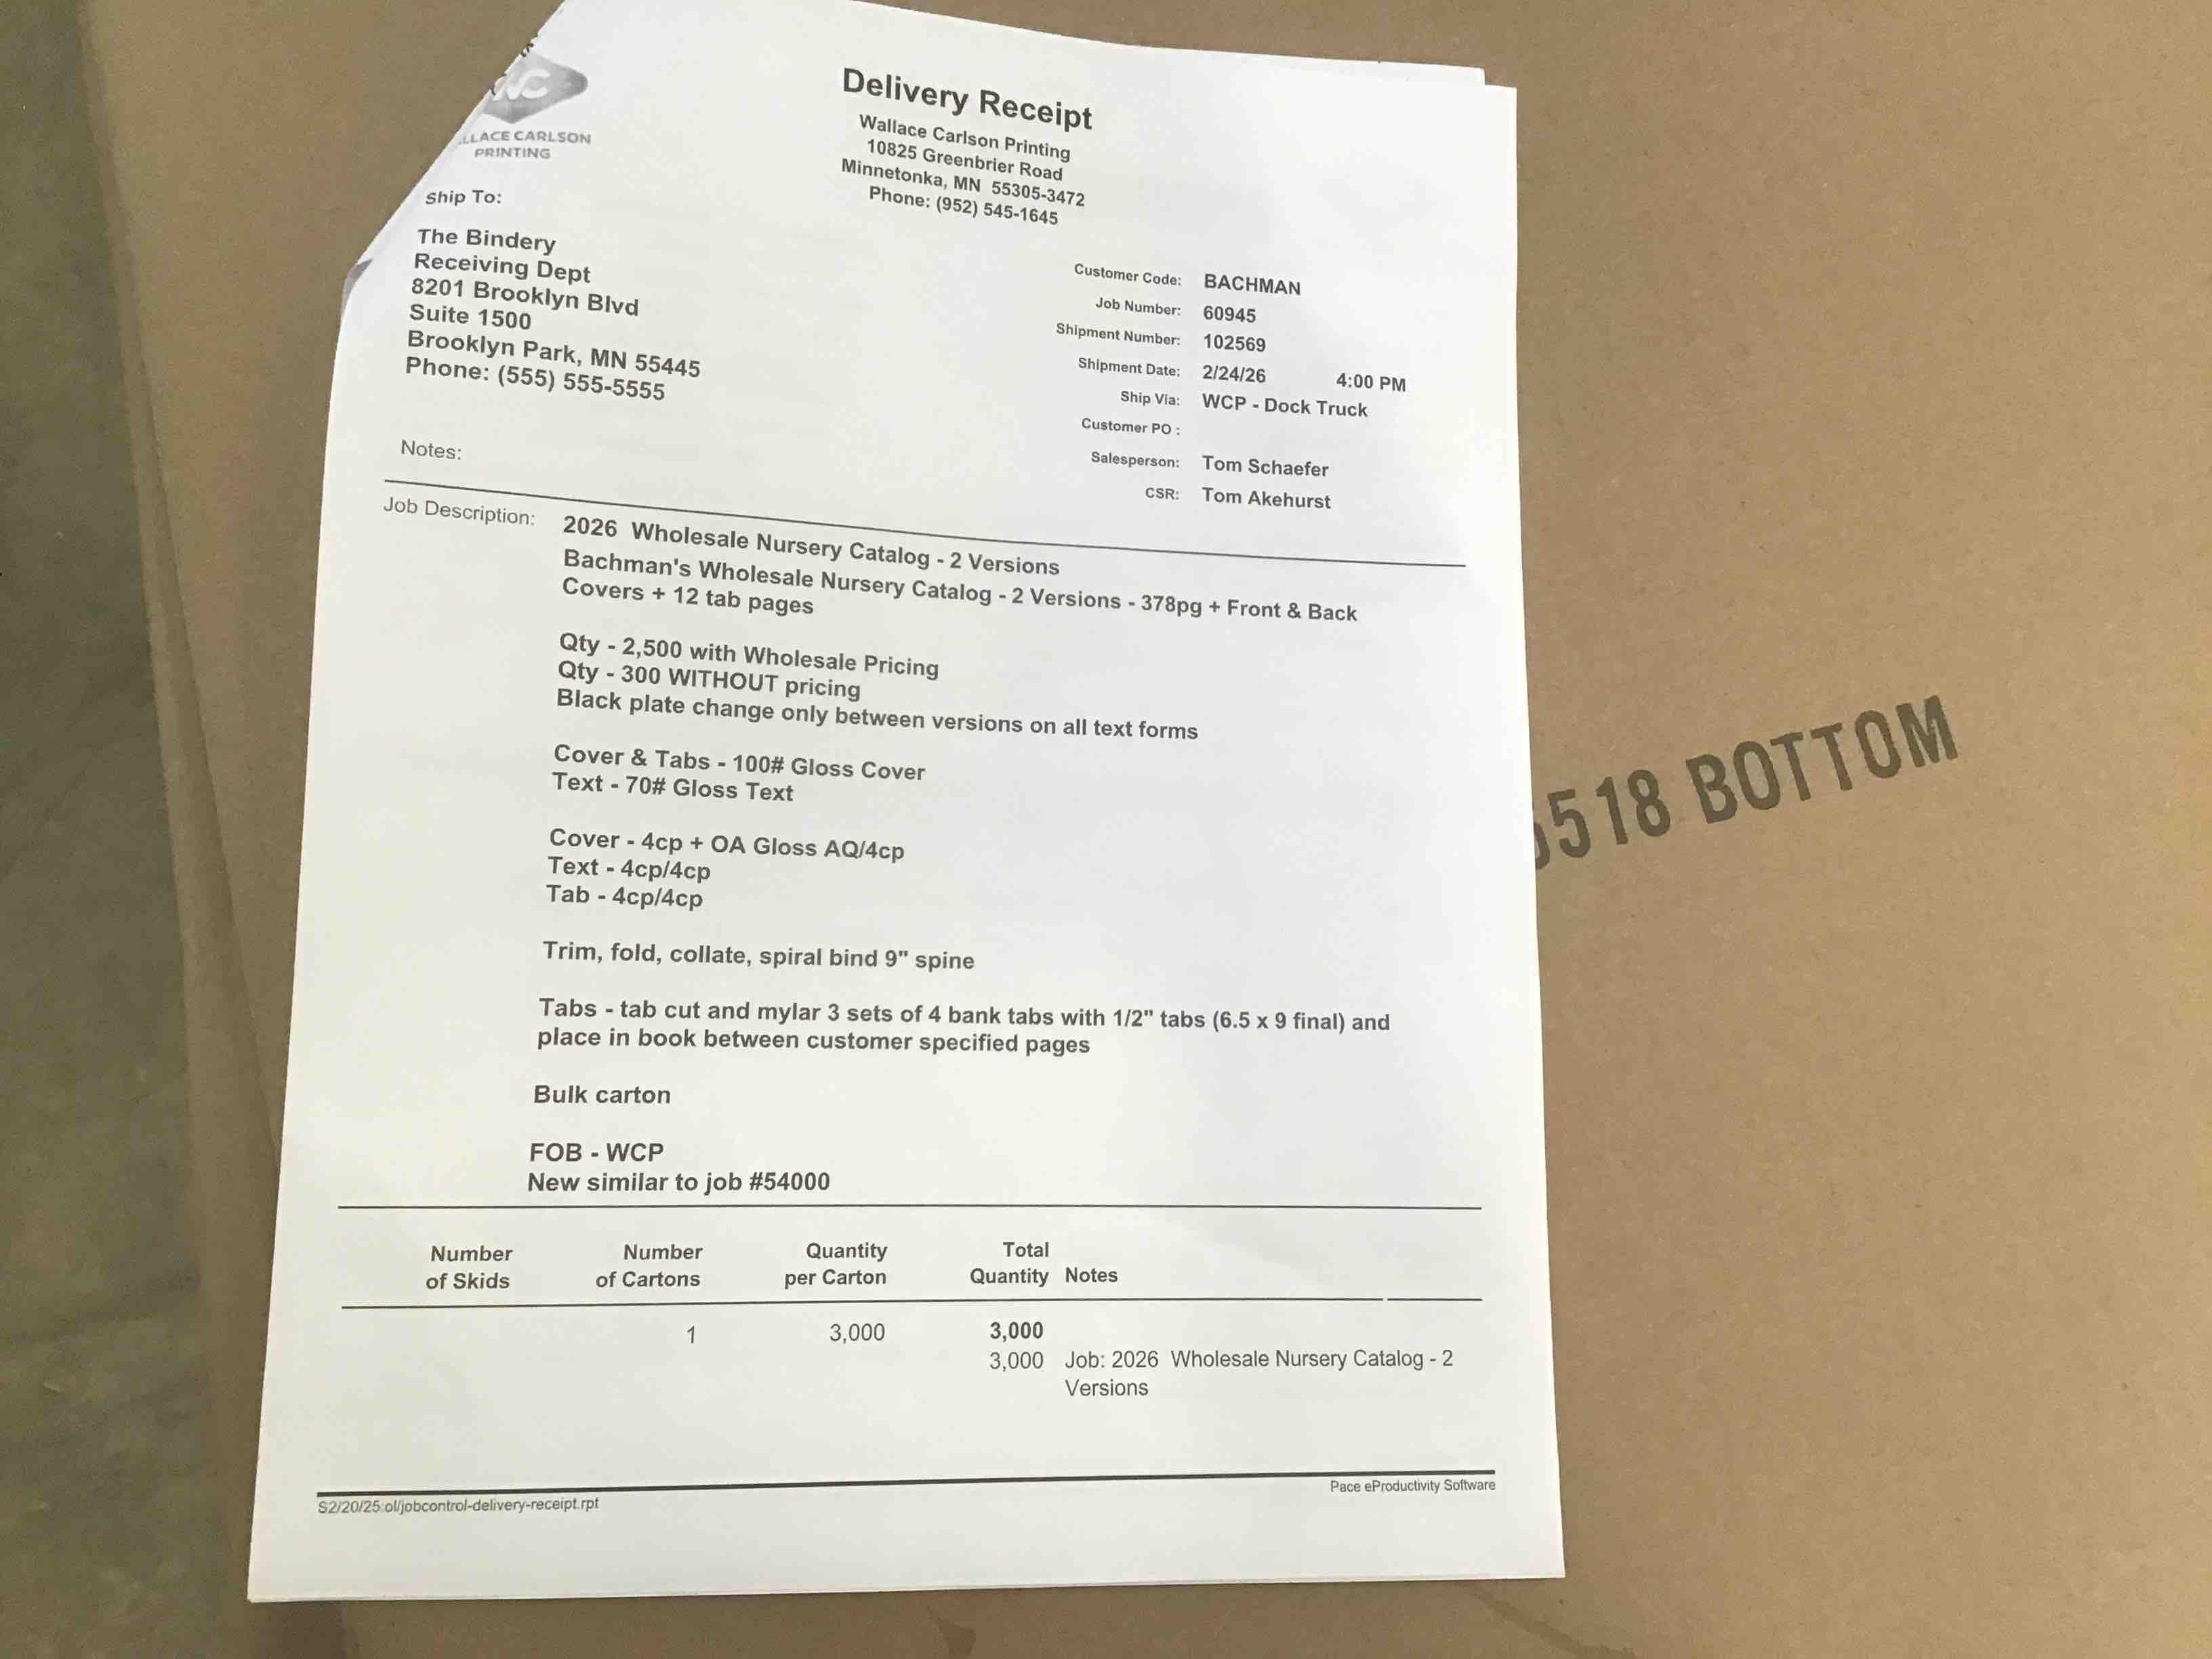 WC
LACE CARLSON
PRINTING
Delivery Receipt
Wallace Carlson Printing
10825 Greenbrier Road
Minnetonka, MN 55305-3472
Phone: (952) 545-1645
Ship To:
The Bindery
Receiving Dept
8201 Brooklyn Blvd
Suite 1500
Brooklyn Park, MN 55445
Phone: (555) 555-5555
Customer Code: BACHMAN
Job Number: 60945
Shipment Number: 102569
Shipment Date: 2/24/26 4:00 PM
Ship Via: WCP - Dock Truck
Customer PO :
Salesperson: Tom Schaefer
CSR: Tom Akehurst
Notes:
Job Description: 2026 Wholesale Nursery Catalog - 2 Versions
Bachman's Wholesale Nursery Catalog - 2 Versions - 378pg + Front & Back
Covers + 12 tab pages
Qty - 2,500 with Wholesale Pricing
Qty - 300 WITHOUT pricing
Black plate change only between versions on all text forms
Cover & Tabs - 100# Gloss Cover
Text - 70# Gloss Text
Cover - 4cp + OA Gloss AQ/4cp
Text - 4cp/4cp
Tab - 4cp/4cp
Trim, fold, collate, spiral bind 9" spine
Tabs - tab cut and mylar 3 sets of 4 bank tabs with 1/2" tabs (6.5 x 9 final) and
place in book between customer specified pages
Bulk carton
FOB - WCP
New similar to job #54000
Number of Skids Number of Cartons Quantity per Carton Total Quantity Notes
1 3,000 3,000
3,000 Job: 2026 Wholesale Nursery Catalog - 2
Versions
S2/20/25:ol/jobcontrol-delivery-receipt.rpt
Pace eProductivity Software
518 BOTTOM